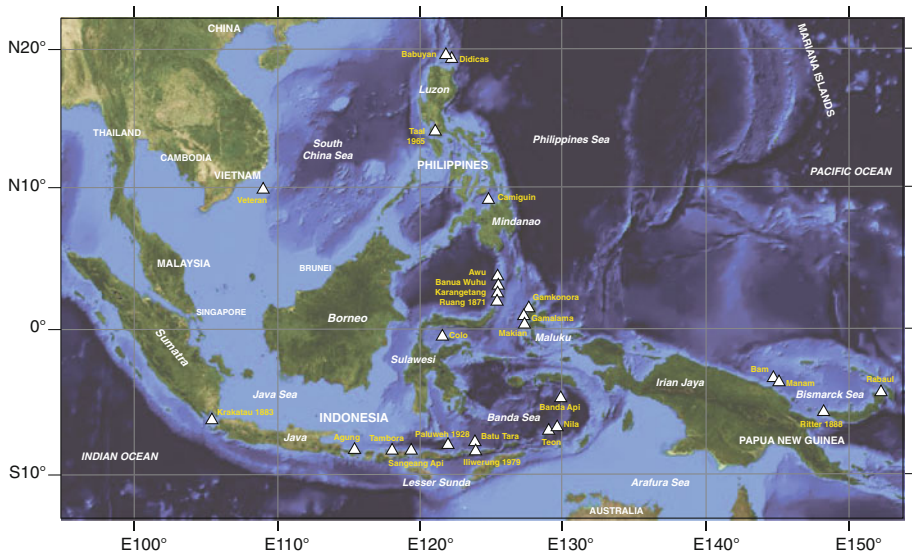 CHINA
N20°
Babuyan
Didicas
MARIANA ISLANDS
Luzon
THAILAND
Taal
1965
South
China Sea
Philippines Sea
CAMBODIA
PHILIPPINES
PACIFIC OCEAN
VIETNAM
N10°
Veteran
Camiguin
Mindanao
MALAYSIA
BRUNEI
Awu
Banua Wuhu
Karangetang
Ruang 1871
Gamkonora
SINGAPORE
Borneo
Gamalama
0°
Makian
Maluku
Colo
Sumatra
Sulawesi
Bam
Manam
Rabaul
Irian Jaya
Java Sea
Banda Api
Bismarck Sea
Krakatau 1883
INDONESIA
Banda Sea
Nila
Ritter 1888
Java
Agung
Tambora
Paluweh 1928
Batu Tara
Teon
PAPUA NEW GUINEA
INDIAN OCEAN
Sangeang Api
Iliwerung 1979
S10°
Lesser Sunda
Arafura Sea
AUSTRALIA
E100°
E110°
E120°
E130°
E140°
E150°